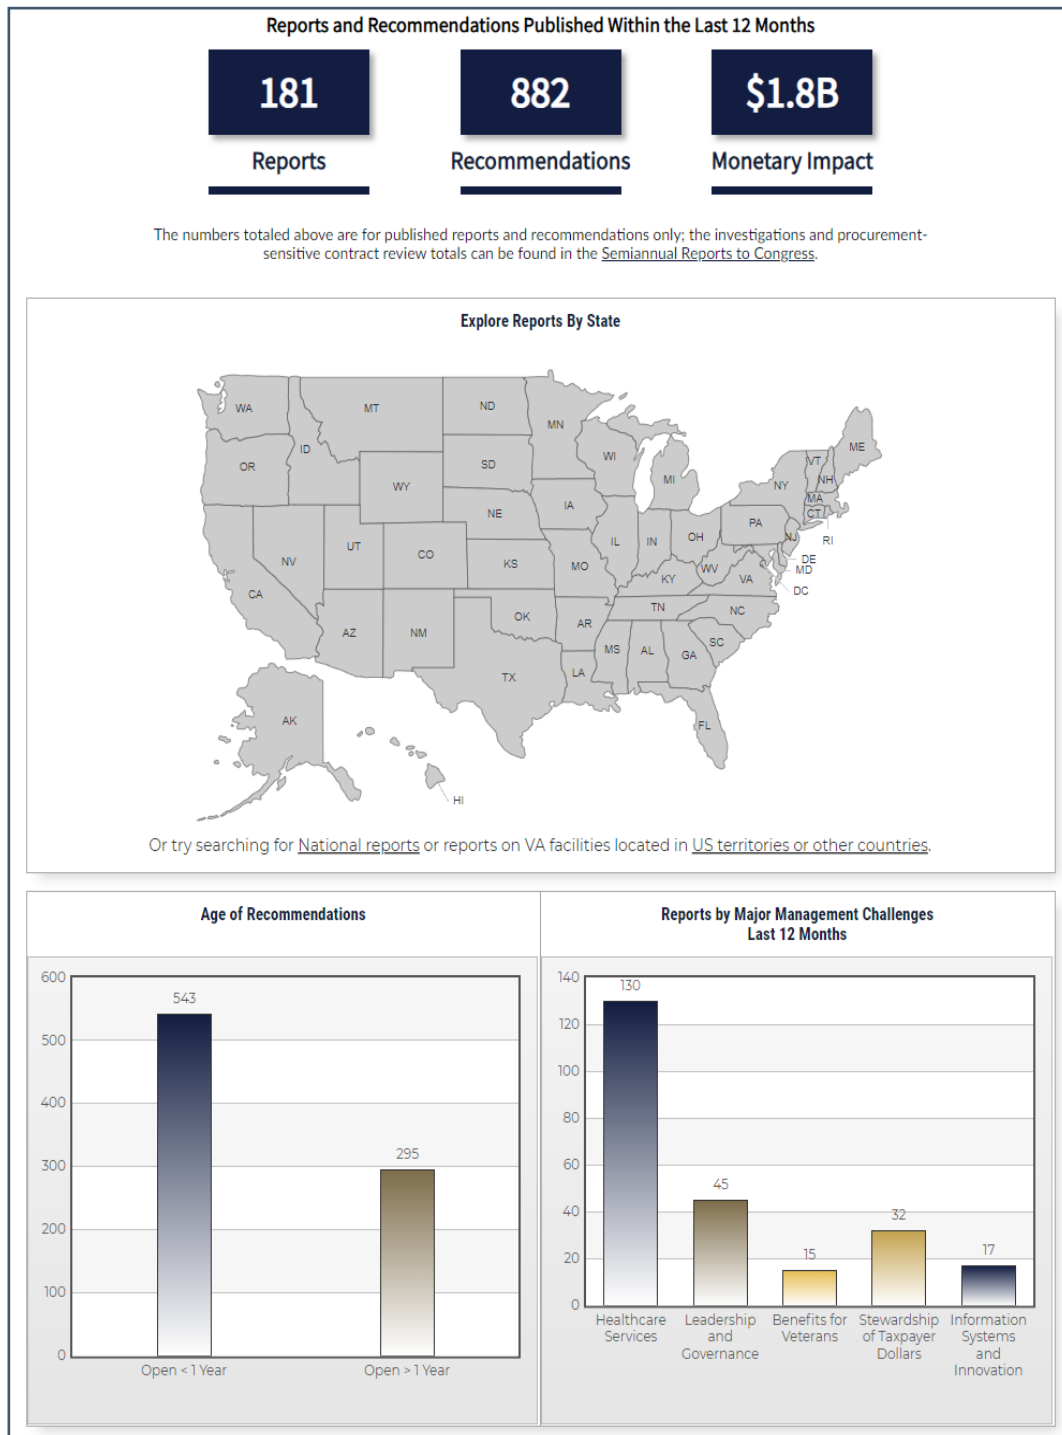 Reports and Recommendations Published Within the Last 12 Months
181
882
$1.8B
Reports
Recommendations
Monetary Impact
The numbers totaled above are for published reports and recommendations only; the investigations and procurement-
sensitive contract review totals can be found in the Semiannual Reports to Congress.
Explore Reports By State
WA
MT
ND
MN
ID
OR
SD
WI
MI
WY
NE
IA
NY
VT
NH
ME
MA
CT
RI
PA
NJ
NV
UT
CO
KS
MO
IL
IN
OH
WV
KY
VA
DE
MD
DC
CA
AZ
NM
OK
AR
TN
NC
SC
MS
AL
GA
TX
LA
FL
AK
HI
Or try searching for National reports or reports on VA facilities located in US territories or other countries.
Age of Recommendations
600
500
400
300
200
100
0
543
295
Open < 1 Year
Open > 1 Year
Reports by Major Management Challenges
Last 12 Months
140
120
100
80
60
40
20
0
130
45
15
32
17
Healthcare
Services
Leadership
and
Governance
Benefits for
Veterans
Stewardship
of Taxpayer
Dollars
Information
Systems
and
Innovation